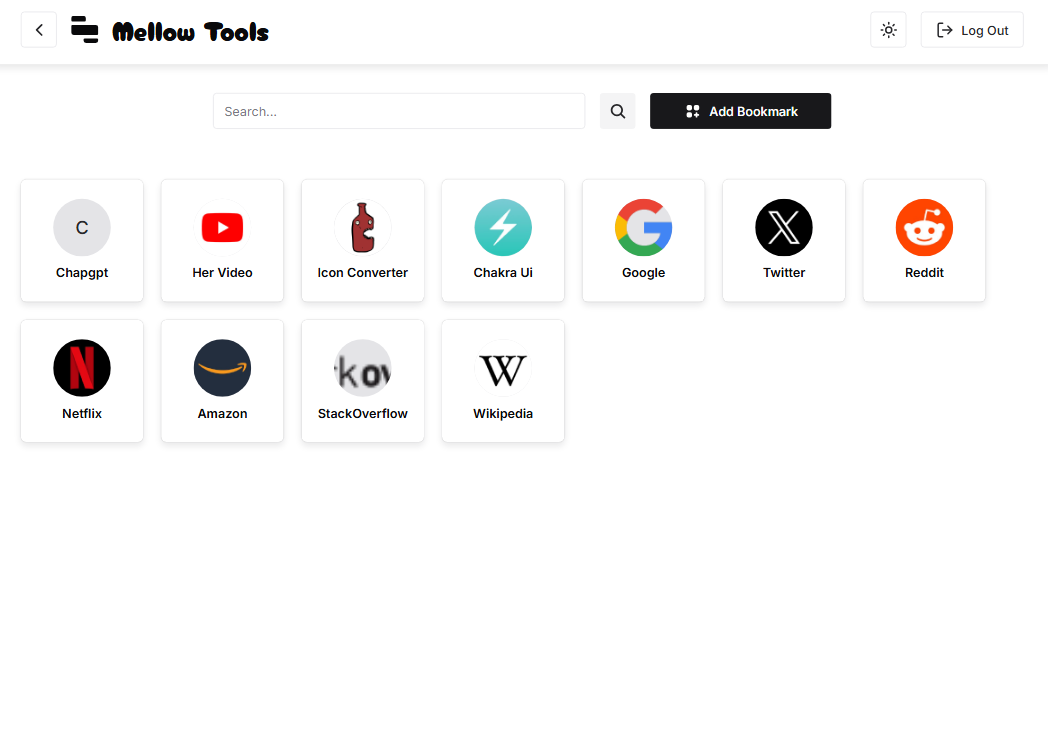 Mellow Tools
Log Out
Search...
Add Bookmark
C
Chapgpt
Her Video
Icon Converter
Chakra Ui
Google
Twitter
Reddit
Netflix
Amazon
kov
StackOverflow
W
Wikipedia